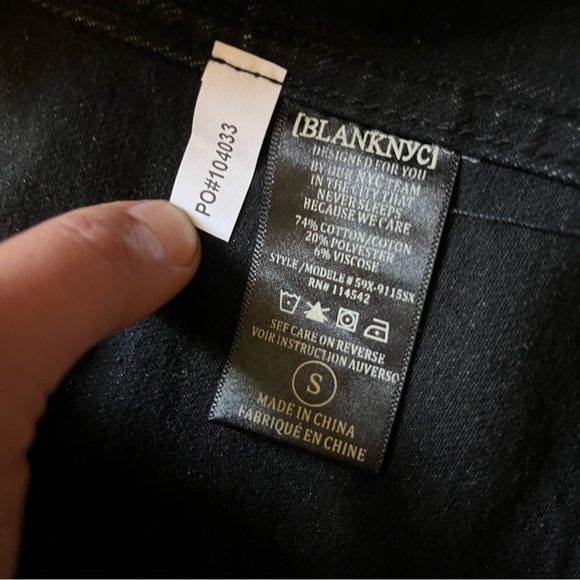 PO#104033
[BLANKNYC]
DESIGNED FOR YOU
BY OUR TEAM
IN THE CITY THAT
NEVER SLEEPS
BECAUSE WE CARE
74% COTTON/COTON
20% POLYESTER
6% VISCOSE
STYLE/MODELE # 59X-9115SX
RN# 114542
SEE CARE ON REVERSE
VOIR INSTRUCTION AUVERSO
S
MADE IN CHINA
FABRIQUÉ EN CHINE